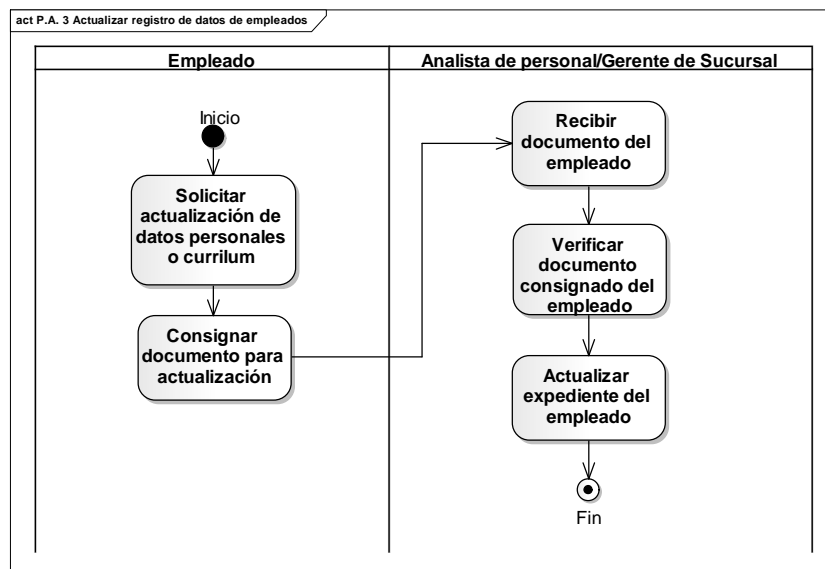 act P.A. 3 Actualizar registro de datos de empleados
Empleado
Analista de personal/Gerente de Sucursal
Inicio
Solicitar
actualización de
datos personales
o currilum
Consignar
documento para
actualización
Recibir
documento del
empleado
Verificar
documento
consignado del
empleado
Actualizar
expediente del
empleado
Fin